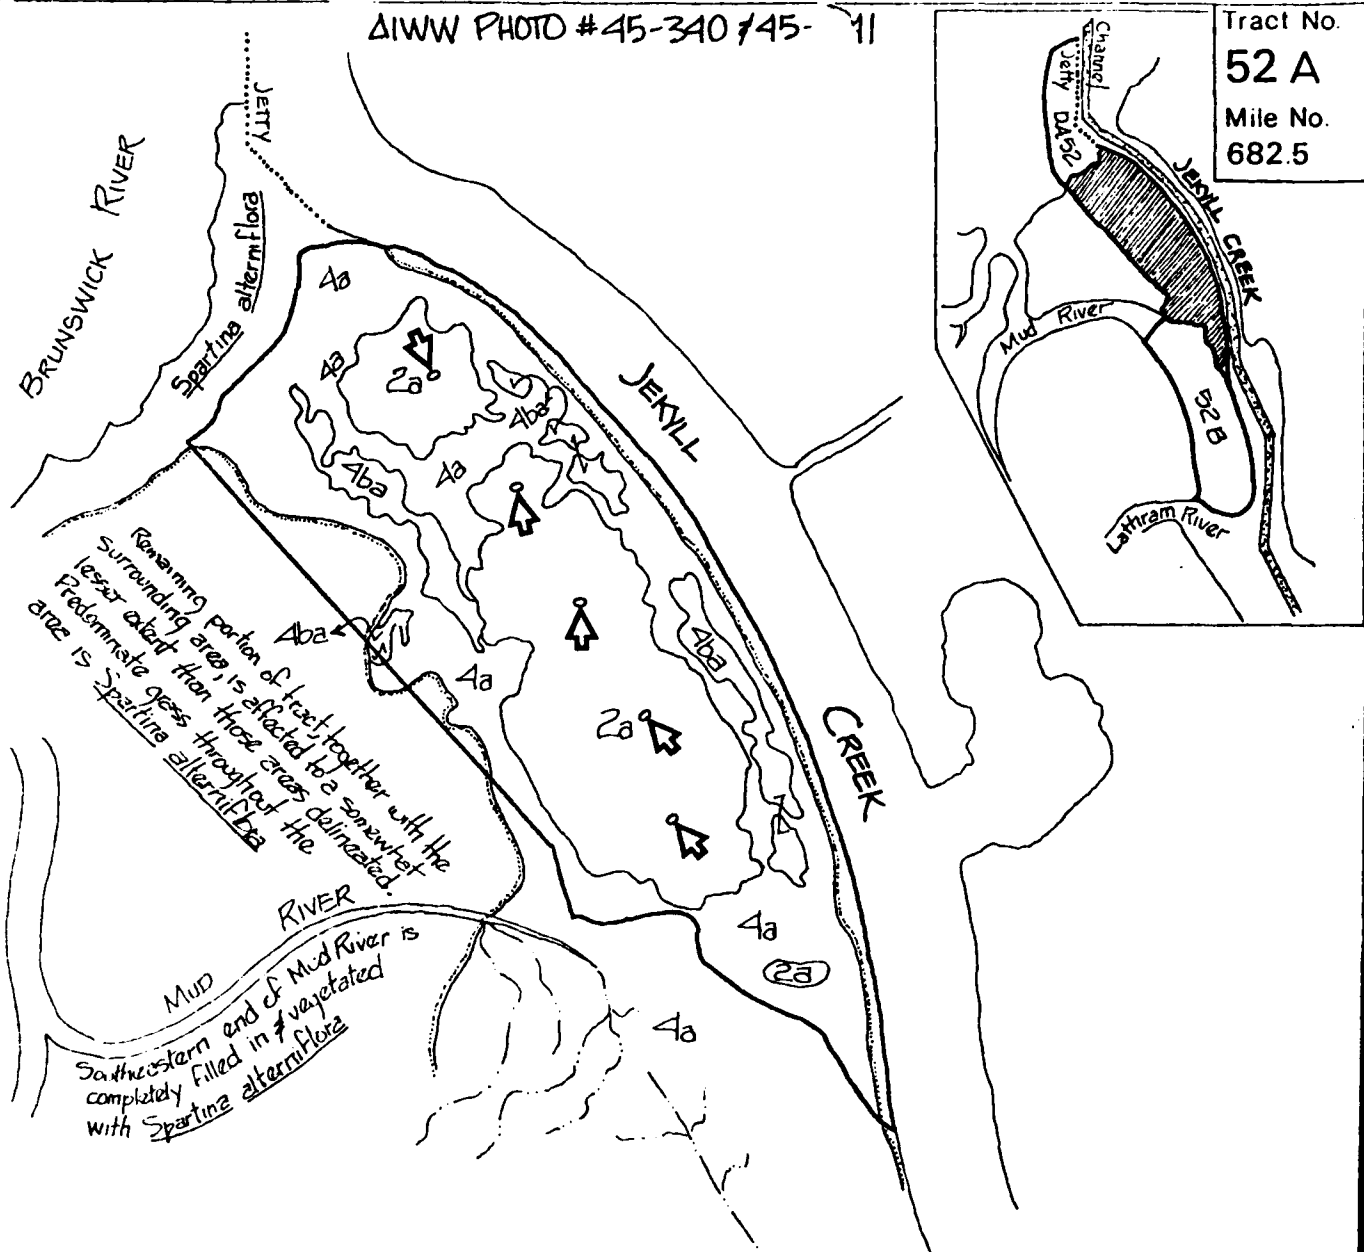 AIWW PHOTO #45-340 & 45- 11
Tract No.
52 A
Mile No.
682.5
Channel
Jetty
DA52
JEKYLL CREEK
Mud River
52 B
Lathram River
JETTY
BRUNSWICK RIVER
Spartina alterniflora
4a
4a
2a
4ba
4ba
4a
JEKYLL
4ba
4a
4ba
2a
CREEK
4a
2a
4a
Remaining portion of tract, together with the
surrounding area, is affected to a somewhat
lesser extent than those areas delineated.
Predominate grass throughout the
area is Spartina alterniflora
MUD RIVER
Southwestern end of Mud River is
completely filled in & vegetated
with Spartina alterniflora